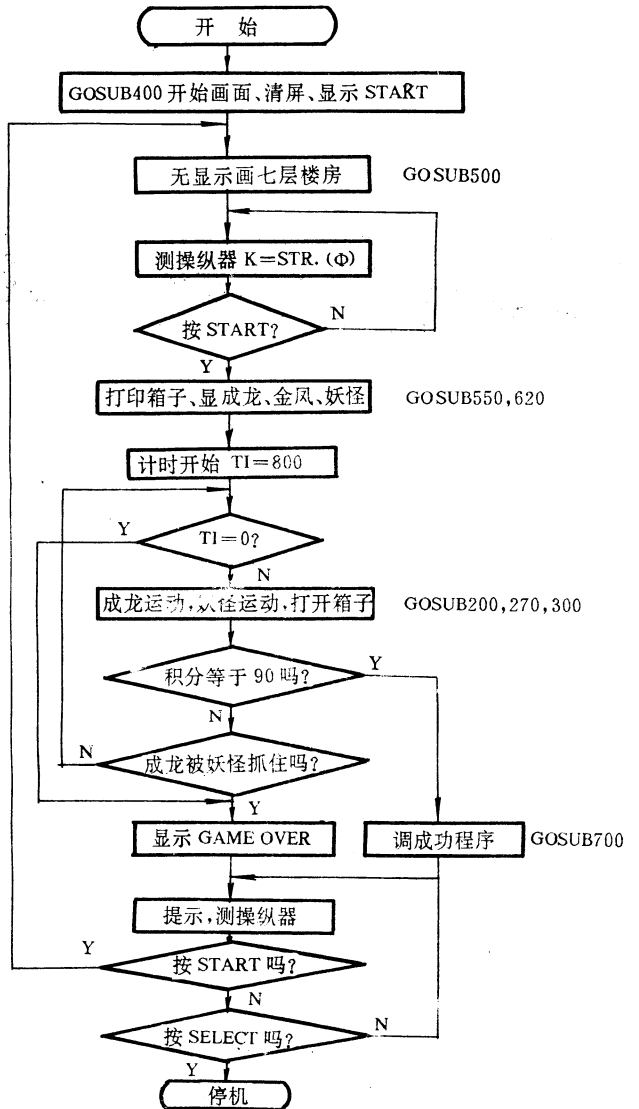 开 始
GOSUB400 开始画面、清屏、显示 START
无显示画七层楼房
GOSUB500
测操纵器 K=STR.(Φ)
按 START?
N
Y
打印箱子、显成龙、金凤、妖怪
GOSUB550,620
计时开始 TI=800
Y
TI=0?
N
成龙运动,妖怪运动,打开箱子
GOSUB200,270,300
积分等于 90 吗?
Y
N
N
成龙被妖怪抓住吗?
Y
显示 GAME OVER
调成功程序
GOSUB700
提示,测操纵器
Y
按 START 吗?
N
按 SELECT 吗?
N
Y
停机